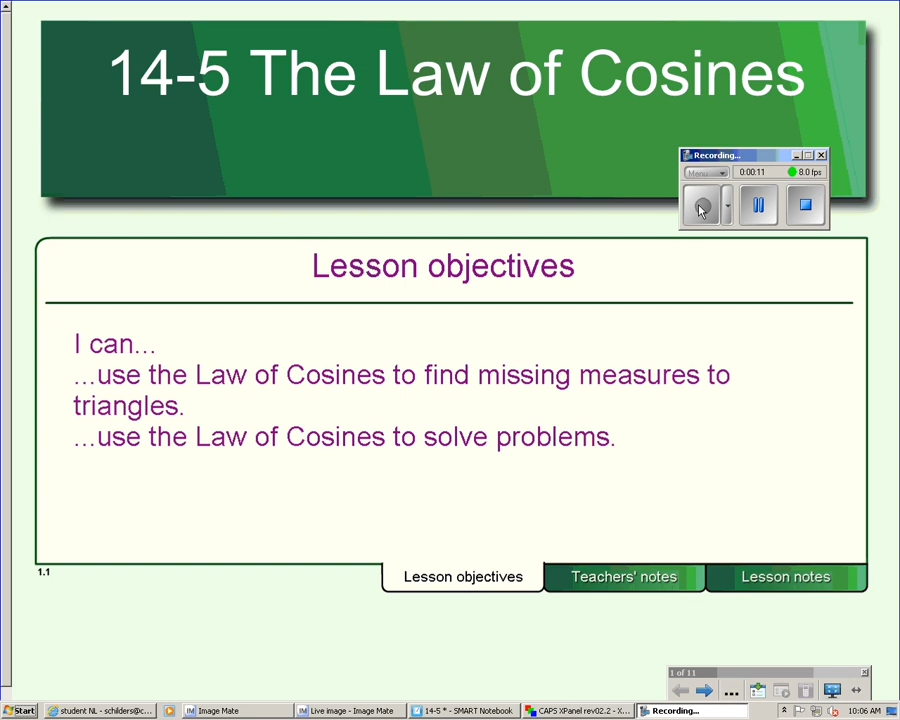 14-5 The Law of Cosines
Recording...
Menu
0:00:11
8.0 fps
Lesson objectives
I can...
...use the Law of Cosines to find missing measures to
triangles.
...use the Law of Cosines to solve problems.
1.1
Lesson objectives
Teachers' notes
Lesson notes
1 of 11
Start
student NL - schilders@c...
Image Mate
Live image - Image Mate
14-5 * - SMART Notebook
CAPS XPanel rev02.2 - X...
Recording...
10:06 AM